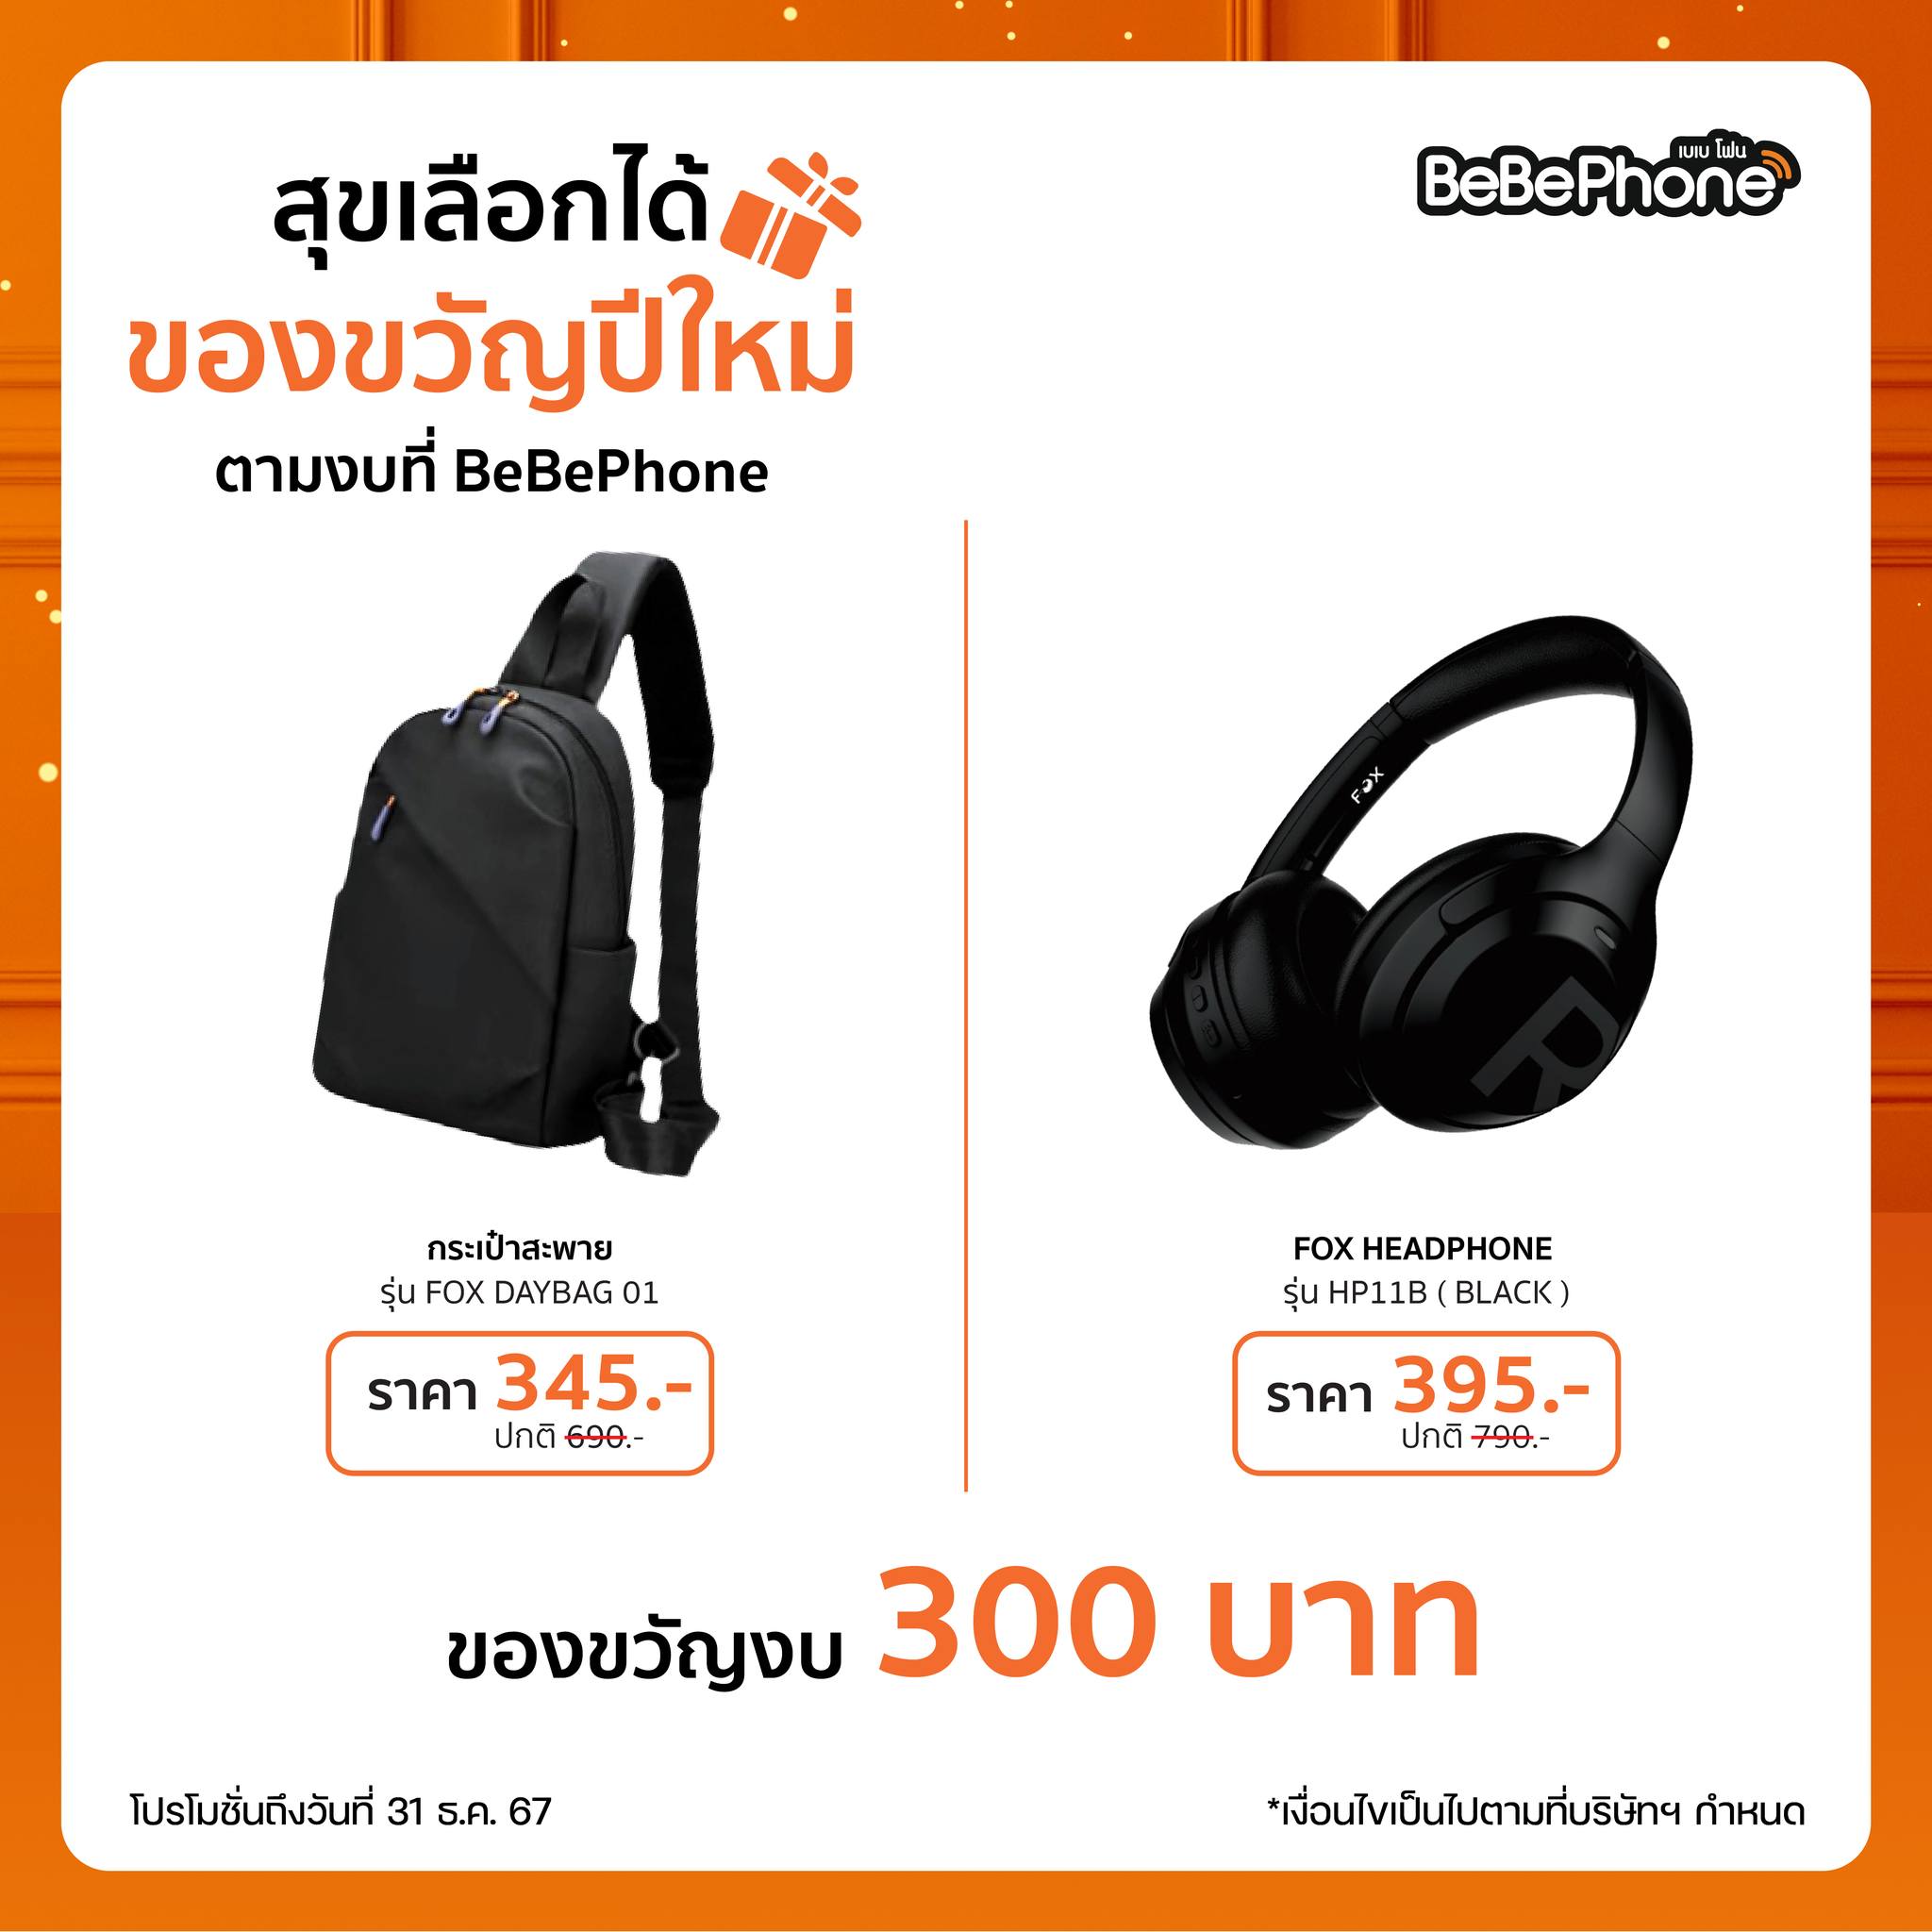 สุขเลือกได้
ของขวัญปีใหม่
ตามงบที่ BeBePhone
เบเบ โฟน
BeBePhone
FOX
R
กระเป๋าสะพาย
รุ่น FOX DAYBAG 01
ราคา 345.-
ปกติ 690.-
FOX HEADPHONE
รุ่น HP11B ( BLACK )
ราคา 395.-
ปกติ 790.-
ของขวัญงบ 300 บาท
โปรโมชั่นถึงวันที่ 31 ธ.ค. 67
*เงื่อนไขเป็นไปตามที่บริษัทฯ กำหนด